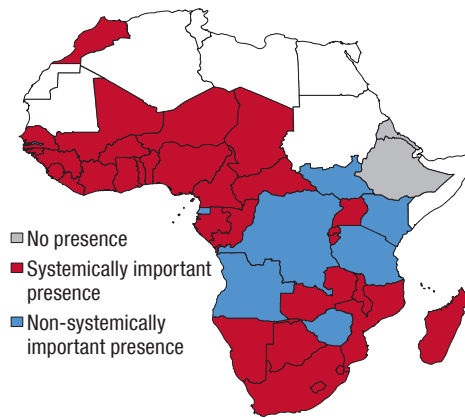 No presence
Systemically important
presence
Non-systemically
important presence